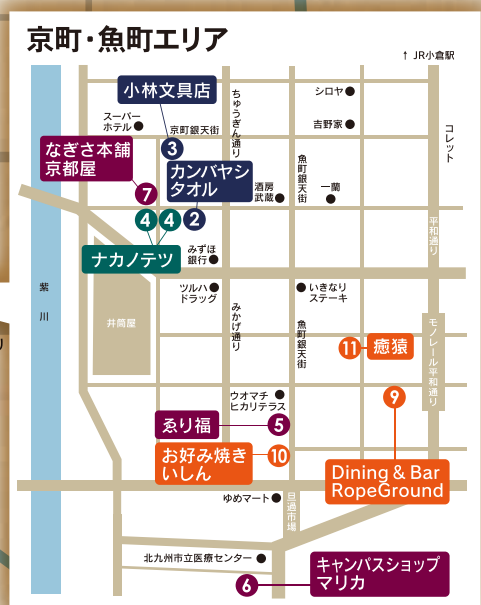 京町・魚町エリア
↑ JR小倉駅
小林文具店
シロヤ
スーパー
ホテル
京町銀天街
ちゅうぎん通り
吉野家
コレット
3
なぎさ本舗
京都屋
カンバヤシ
タオル
魚町銀天街
酒房
武蔵
一蘭
7
4
4
2
平和通り
ナカノテツ
みずほ
銀行
紫川
ツルハ
ドラッグ
いきなり
ステーキ
井筒屋
みかげ通り
魚町銀天街
モノレール平和通り
11
癒猿
ウオマチ
ヒカリテラス
9
ゑり福
5
お好み焼き
いしん
10
Dining & Bar
RopeGround
ゆめマート
旦過市場
北九州市立医療センター
キャンバスショップ
マリカ
6